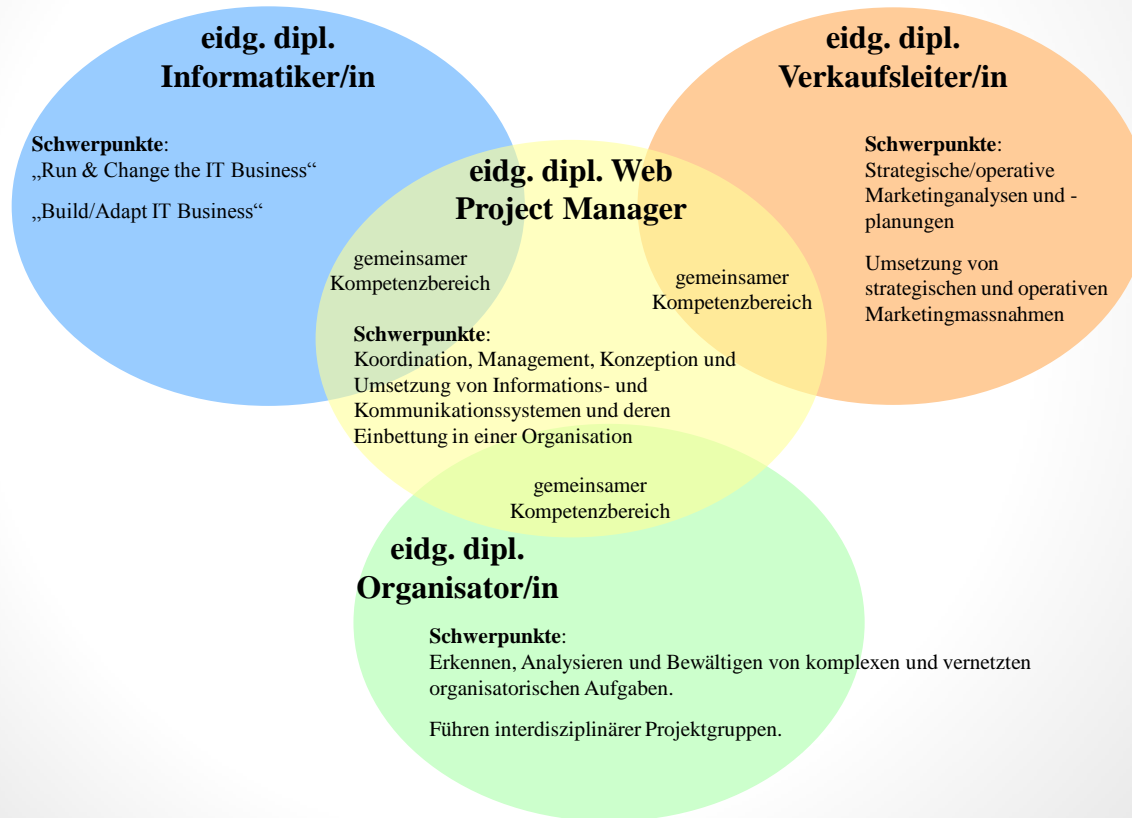 eidg. dipl.
Informatiker/in
Schwerpunkte:
„Run & Change the IT Business“
„Build/Adapt IT Business“
eidg. dipl.
Verkaufsleiter/in
Schwerpunkte:
Strategische/operative
Marketinganalysen und -
planungen
Umsetzung von
strategischen und operativen
Marketingmassnahmen
eidg. dipl. Web
Project Manager
gemeinsamer
Kompetenzbereich
gemeinsamer
Kompetenzbereich
Schwerpunkte:
Koordination, Management, Konzeption und
Umsetzung von Informations- und
Kommunikationssystemen und deren
Einbettung in einer Organisation
gemeinsamer
Kompetenzbereich
eidg. dipl.
Organisator/in
Schwerpunkte:
Erkennen, Analysieren und Bewältigen von komplexen und vernetzten
organisatorischen Aufgaben.
Führen interdisziplinärer Projektgruppen.